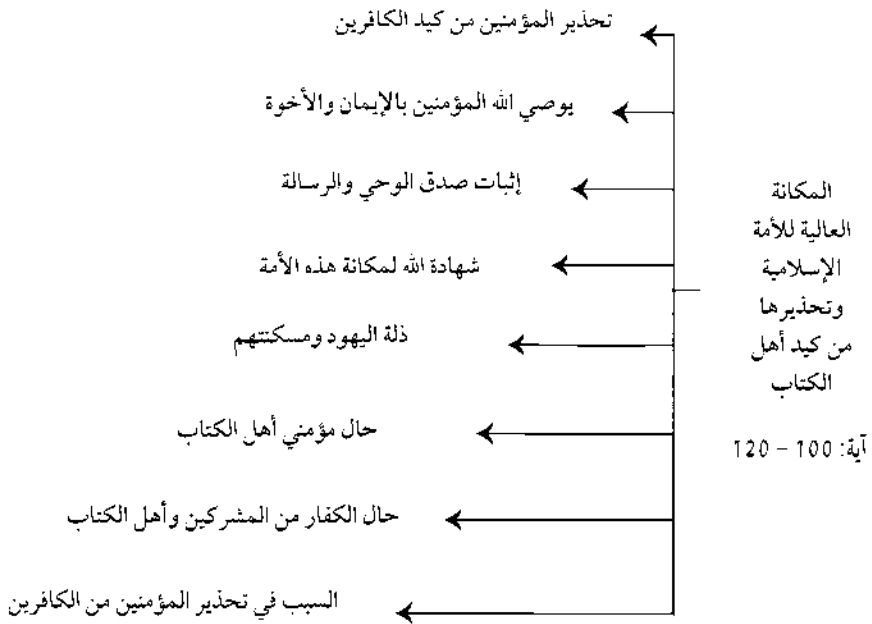 المكانة
العالية للأمة
الإسلامية
وتحذيرها
من كيد أهل
الكتاب
آية: 100 – 120
تحذير المؤمنين من كيد الكافرين
يوصي الله المؤمنين بالإيمان والأخوة
إثبات صدق الوحي والرسالة
شهادة الله لمكانة هذه الأمة
ذلة اليهود ومسكنتهم
حال مؤمني أهل الكتاب
حال الكفار من المشركين وأهل الكتاب
السبب في تحذير المؤمنين من الكافرين